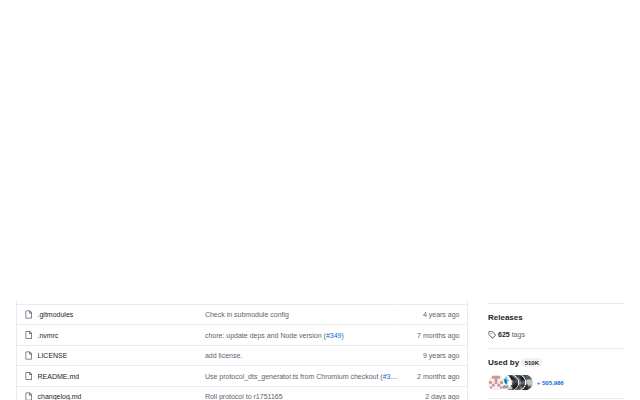 .gitmodules Check in submodule config 4 years ago
.nvmrc chore: update deps and Node version (#349) 7 months ago
LICENSE add license. 9 years ago
README.md Use protocol_dts_generator.ts from Chromium checkout (#3... 2 months ago
changelog.md Roll protocol to r1751165 2 days ago
Releases
625 tags
Used by 510K
+ 505,986